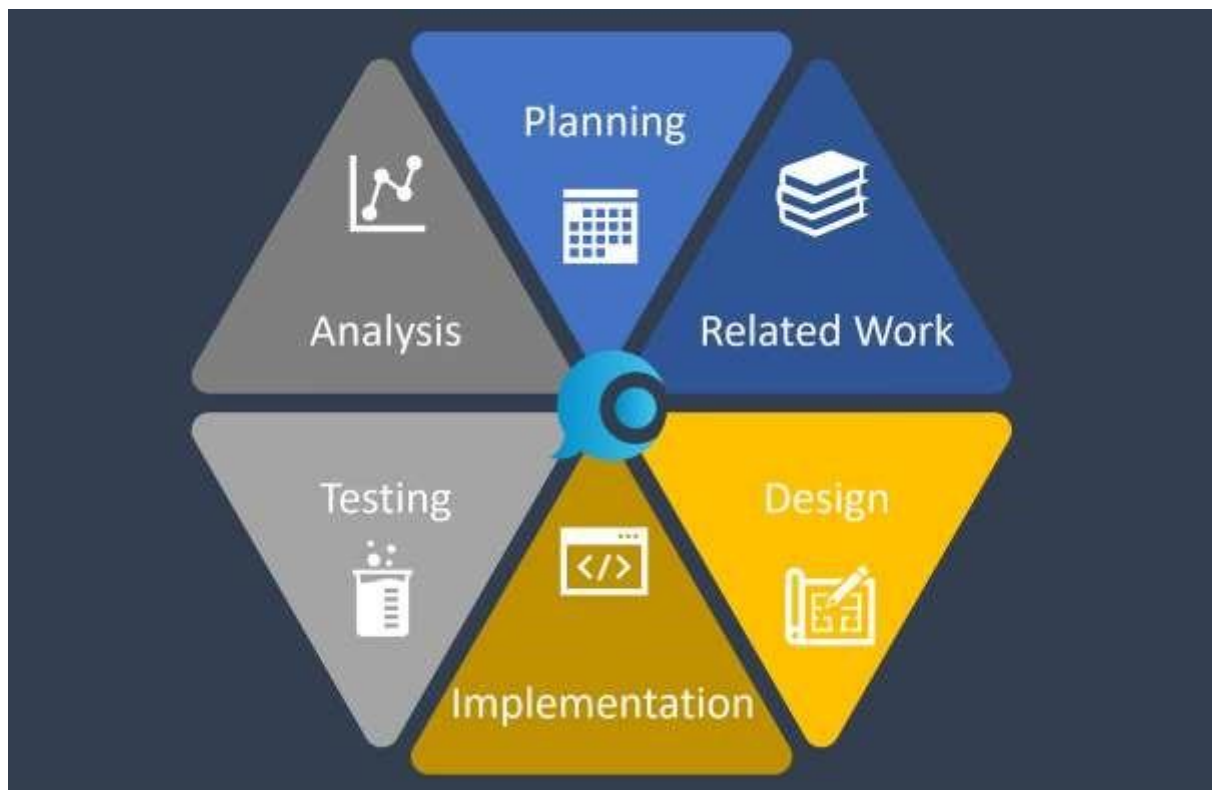 Planning
Related Work
Design
Implementation
</>
Testing
Analysis